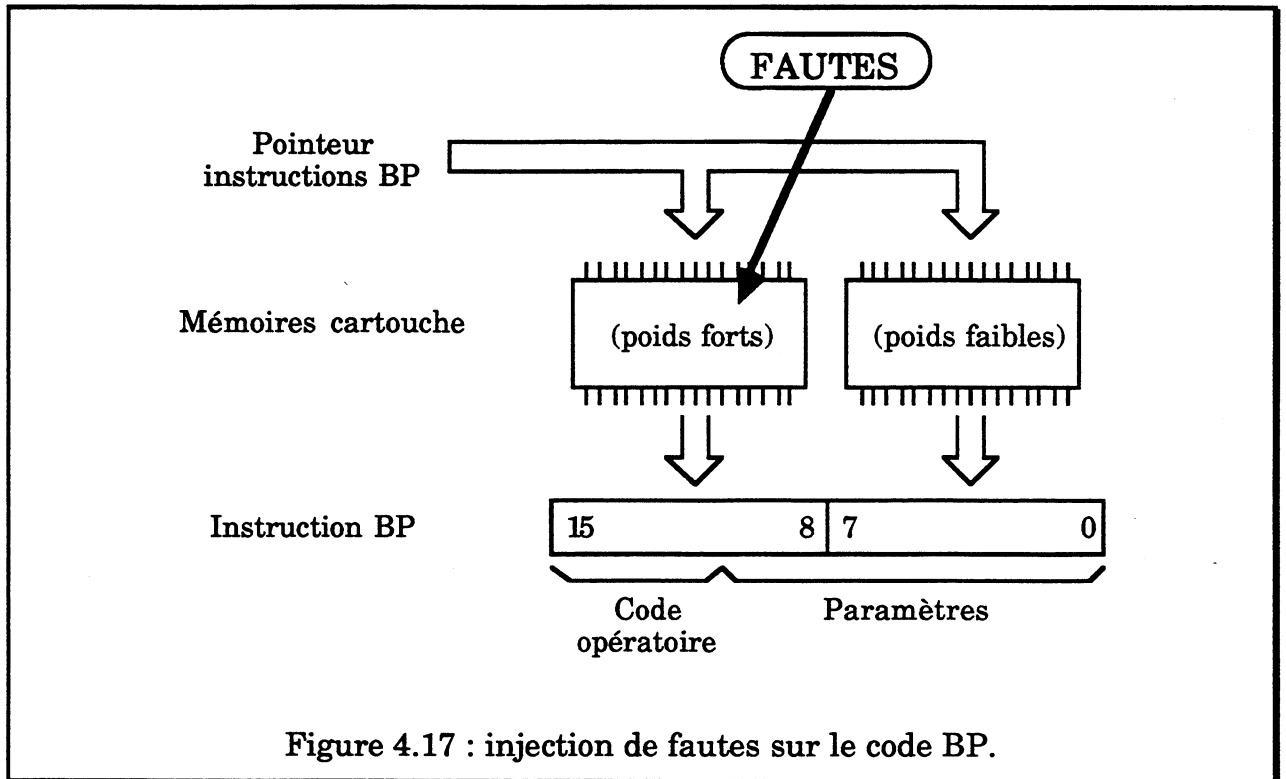 FAUTES
Pointeur
instructions BP
Mémoires cartouche
(poids forts)
(poids faibles)
Instruction BP
15 8 7 0
Code
opératoire
Paramètres
Figure 4.17 : injection de fautes sur le code BP.